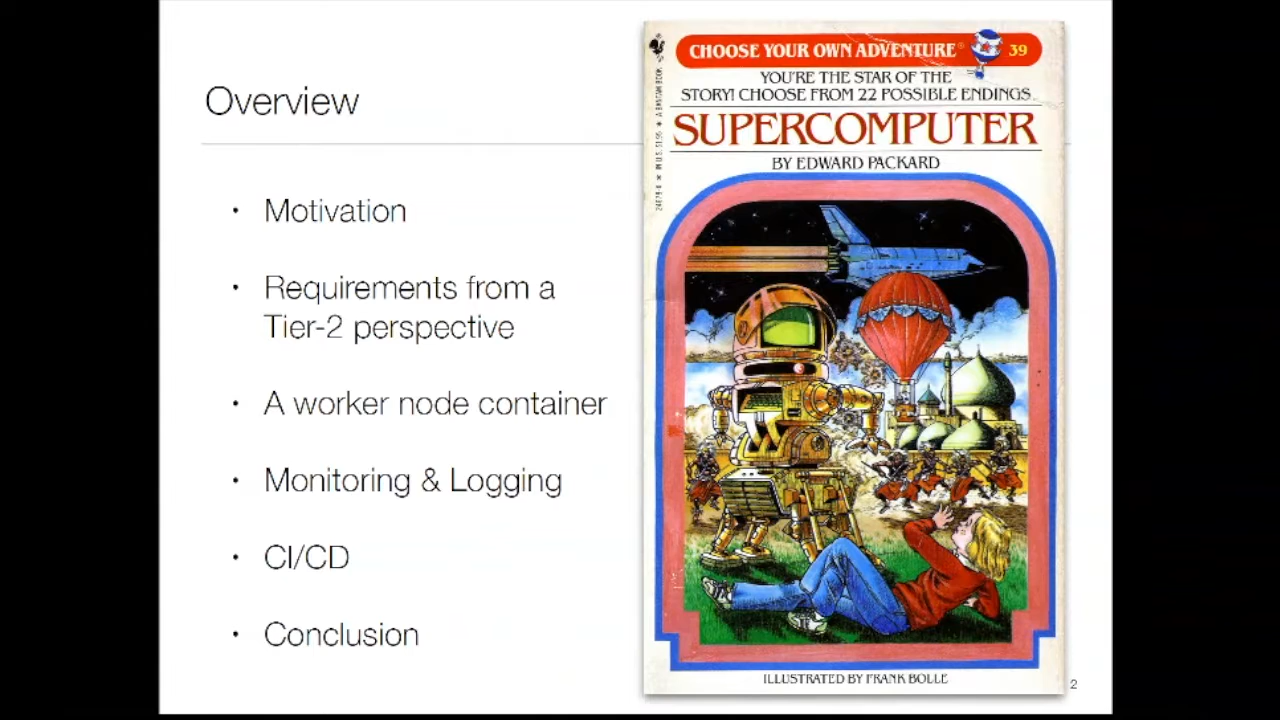 Overview
Motivation
Requirements from a
Tier-2 perspective
A worker node container
Monitoring & Logging
CI/CD
Conclusion
CHOOSE YOUR OWN ADVENTURE® 39
YOU'RE THE STAR OF THE
STORY! CHOOSE FROM 22 POSSIBLE ENDINGS.
SUPERCOMPUTER
BY EDWARD PACKARD
ILLUSTRATED BY FRANK BOLLE
2